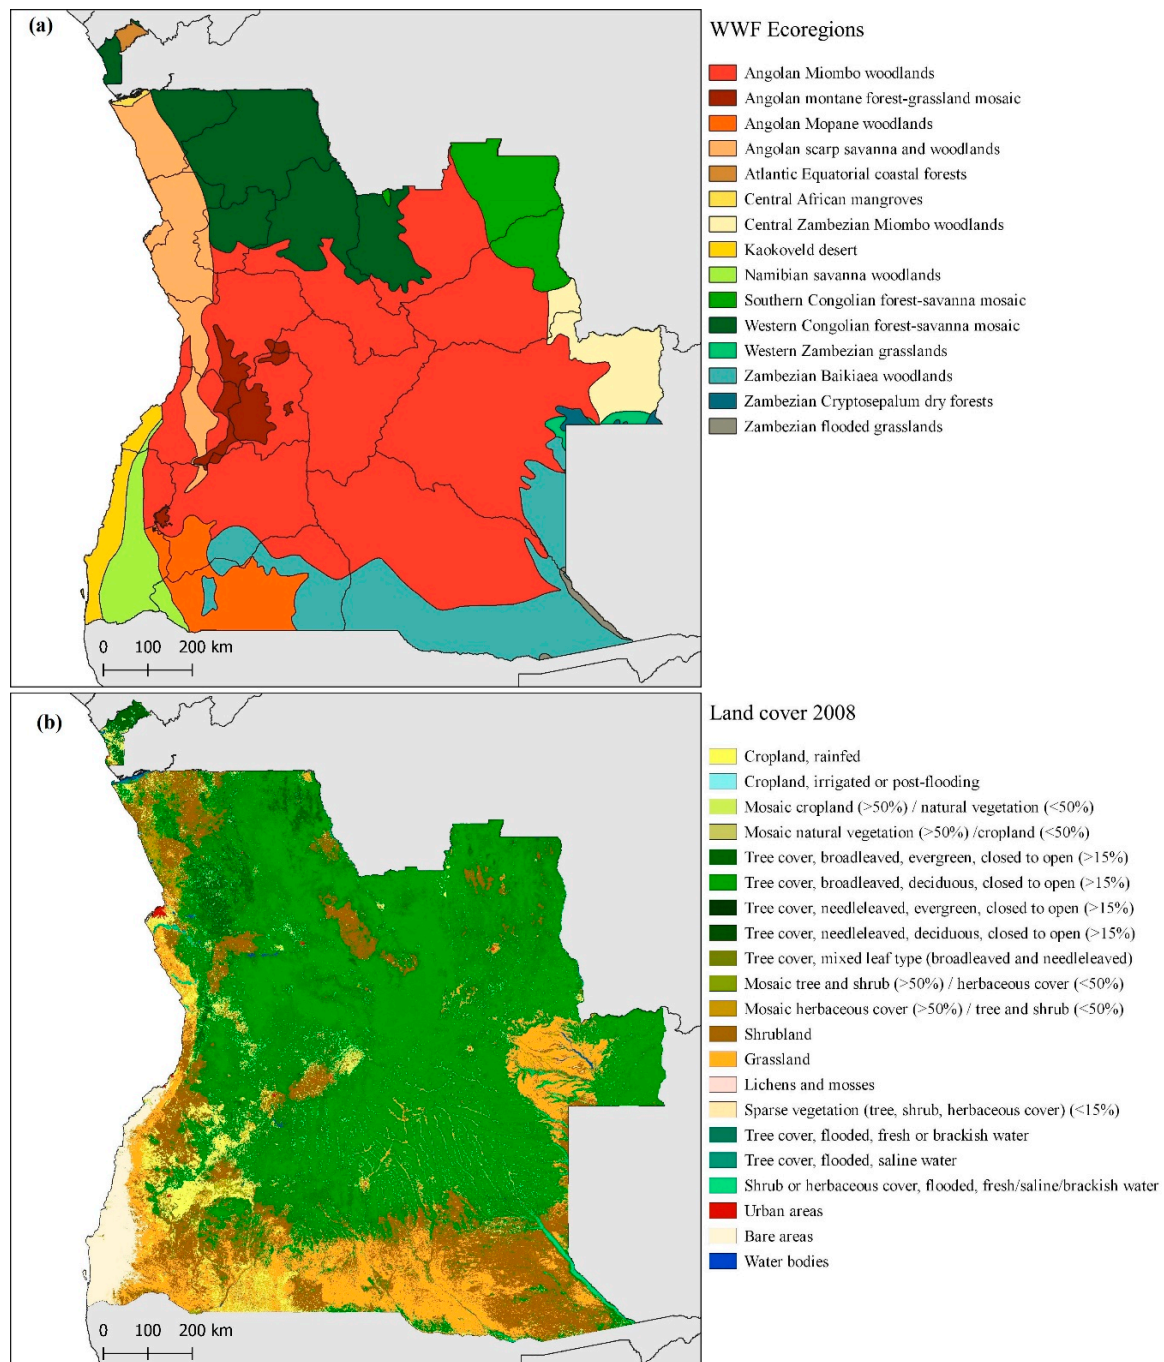 (a)
WWF Ecoregions
Angolan Miombo woodlands
Angolan montane forest-grassland mosaic
Angolan Mopane woodlands
Angolan scarp savanna and woodlands
Atlantic Equatorial coastal forests
Central African mangroves
Central Zambezian Miombo woodlands
Kaokoveld desert
Namibian savanna woodlands
Southern Congolian forest-savanna mosaic
Western Congolian forest-savanna mosaic
Western Zambezian grasslands
Zambezian Baikiaea woodlands
Zambezian Cryptosepalum dry forests
Zambezian flooded grasslands
0 100 200 km
(b)
Land cover 2008
Cropland, rainfed
Cropland, irrigated or post-flooding
Mosaic cropland (>50%) / natural vegetation (<50%)
Mosaic natural vegetation (>50%) /cropland (<50%)
Tree cover, broadleaved, evergreen, closed to open (>15%)
Tree cover, broadleaved, deciduous, closed to open (>15%)
Tree cover, needleleaved, evergreen, closed to open (>15%)
Tree cover, needleleaved, deciduous, closed to open (>15%)
Tree cover, mixed leaf type (broadleaved and needleleaved)
Mosaic tree and shrub (>50%) / herbaceous cover (<50%)
Mosaic herbaceous cover (>50%) / tree and shrub (<50%)
Shrubland
Grassland
Lichens and mosses
Sparse vegetation (tree, shrub, herbaceous cover) (<15%)
Tree cover, flooded, fresh or brackish water
Tree cover, flooded, saline water
Shrub or herbaceous cover, flooded, fresh/saline/brackish water
Urban areas
Bare areas
Water bodies
0 100 200 km